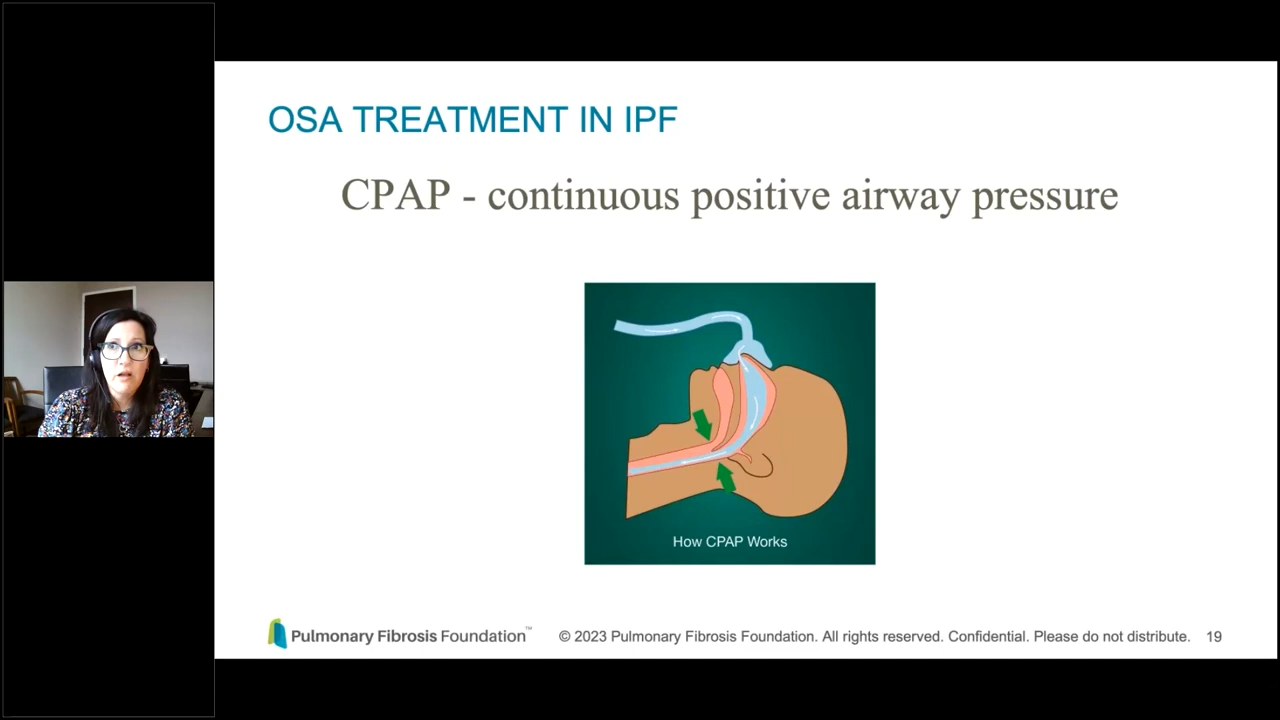 OSA TREATMENT IN IPF
CPAP - continuous positive airway pressure
How CPAP Works
Pulmonary Fibrosis Foundation™
© 2023 Pulmonary Fibrosis Foundation. All rights reserved. Confidential. Please do not distribute. 19